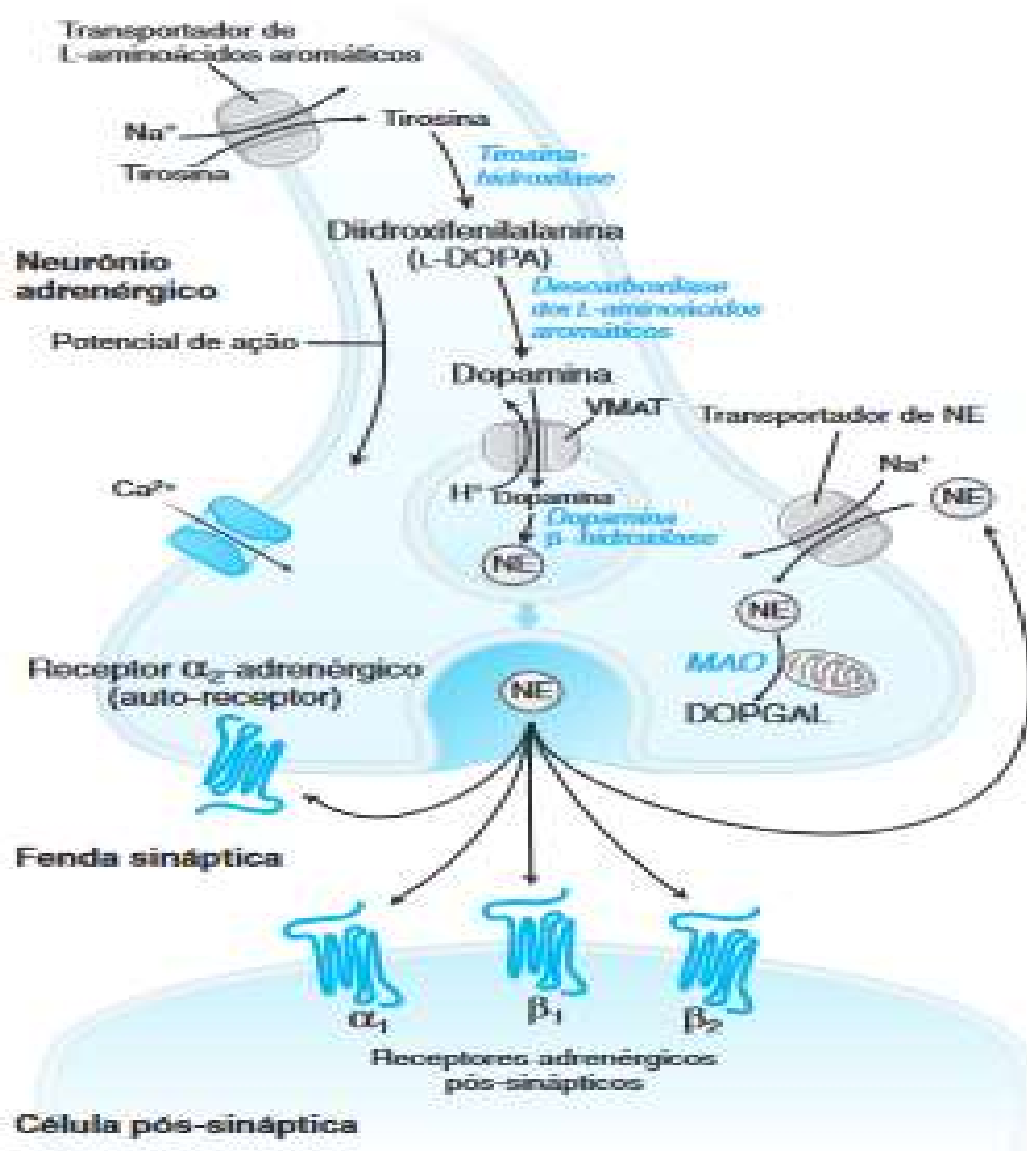 Transportador de
L-aminoácidos aromáticos
Na⁺
Tirosina
Tirosina
Tirosina-
hidroxilase
Diidroxifenilalanina
(L-DOPA)
Neurônio
adrenérgico
Descarboxilase
dos L-aminoácidos
aromáticos
Potencial de ação
Dopamina
VMAT
Transportador de NE
Na⁺
NE
Ca²⁺
H⁺
Dopamina
Dopamina
β-hidroxilase
NE
NE
MAO
DOPGAL
Receptor α₂-adrenérgico
(auto-receptor)
NE
Fenda sináptica
α₁
β₁
β₂
Receptores adrenérgicos
pós-sinápticos
Célula pós-sináptica